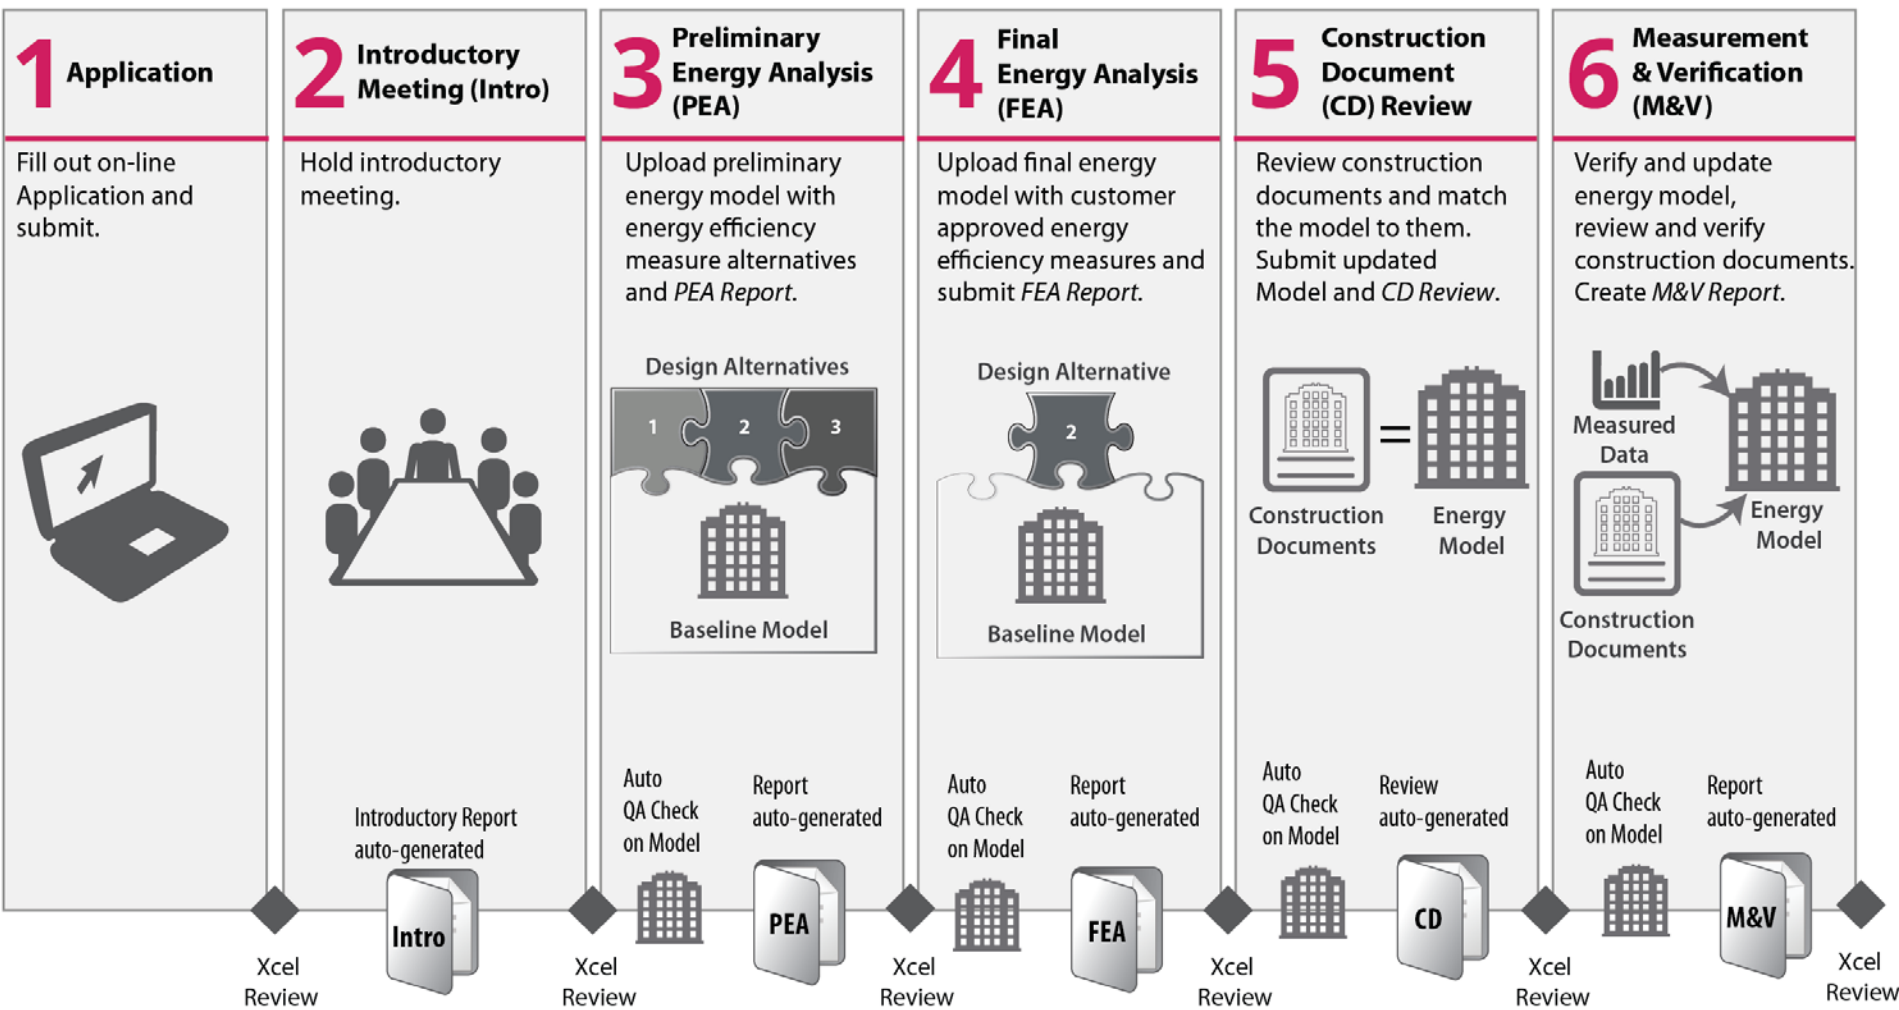 1 Application
Fill out on-line
Application and
submit.
2 Introductory
Meeting (Intro)
Hold introductory
meeting.
Introductory Report
auto-generated
Intro
3 Preliminary
Energy Analysis
(PEA)
Upload preliminary
energy model with
energy efficiency
measure alternatives
and PEA Report.
Design Alternatives
1 2 3
Baseline Model
Auto
QA Check
on Model
Report
auto-generated
PEA
4 Final
Energy Analysis
(FEA)
Upload final energy
model with customer
approved energy
efficiency measures and
submit FEA Report.
Design Alternative
2
Baseline Model
Auto
QA Check
on Model
Report
auto-generated
FEA
5 Construction
Document
(CD) Review
Review construction
documents and match
the model to them.
Submit updated
Model and CD Review.
=
Construction
Documents
Energy
Model
Auto
QA Check
on Model
Review
auto-generated
CD
6 Measurement
& Verification
(M&V)
Verify and update
energy model,
review and verify
construction documents.
Create M&V Report.
Measured
Data
Energy
Model
Construction
Documents
Auto
QA Check
on Model
Report
auto-generated
M&V
Xcel
Review
Xcel
Review
Xcel
Review
Xcel
Review
Xcel
Review
Xcel
Review